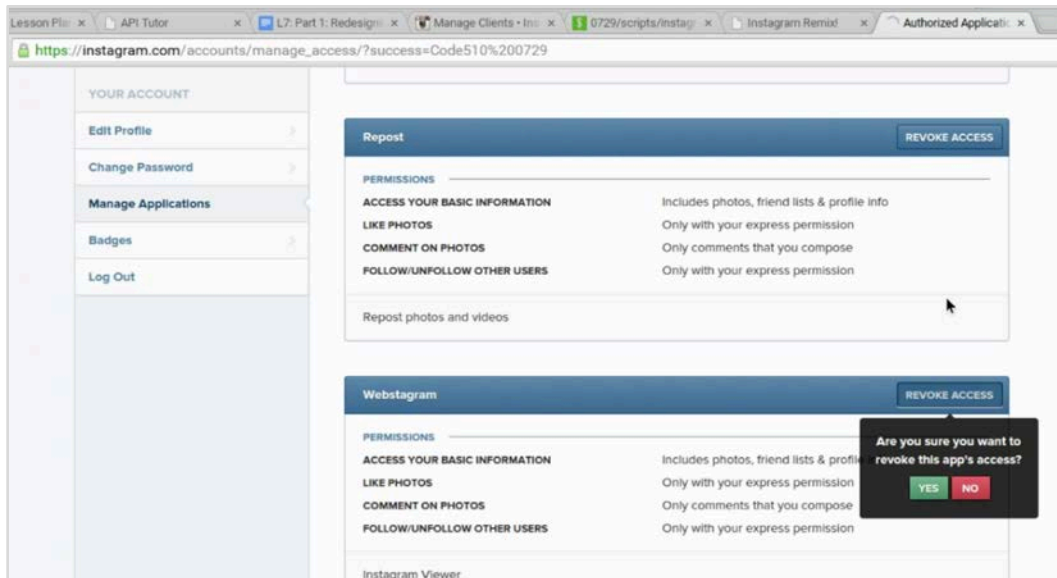 Lesson Pla
API Tutor
L7: Part 1: Redesign
Manage Clients • Ins
0729/scripts/instagr
Instagram Remix!
Authorized Applicatio
https://instagram.com/accounts/manage_access/?success=Code510%200729
YOUR ACCOUNT
Edit Profile
Change Password
Manage Applications
Badges
Log Out
Repost
REVOKE ACCESS
PERMISSIONS
ACCESS YOUR BASIC INFORMATION Includes photos, friend lists & profile info
LIKE PHOTOS Only with your express permission
COMMENT ON PHOTOS Only comments that you compose
FOLLOW/UNFOLLOW OTHER USERS Only with your express permission
Repost photos and videos
Webstagram
REVOKE ACCESS
PERMISSIONS
ACCESS YOUR BASIC INFORMATION Includes photos, friend lists & profile
LIKE PHOTOS Only with your express permission
COMMENT ON PHOTOS Only comments that you compose
FOLLOW/UNFOLLOW OTHER USERS Only with your express permission
Instagram Viewer
Are you sure you want to
revoke this app's access?
YES NO